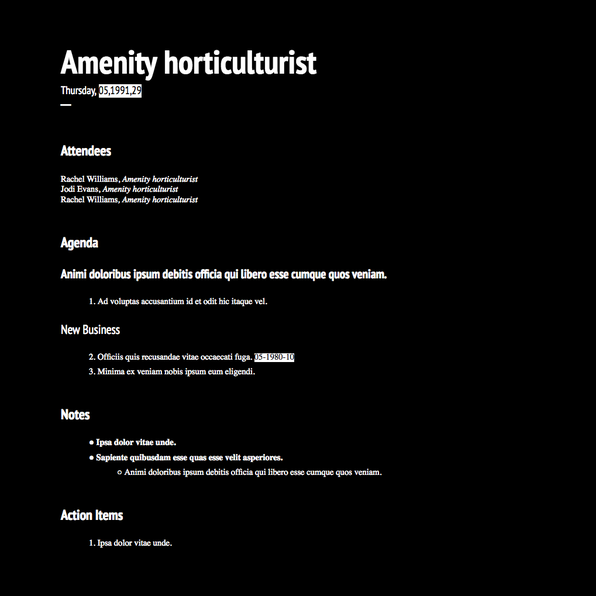 Amenity horticulturist
Thursday, 05,1991,29
Attendees
Rachel Williams, Amenity horticulturist
Jodi Evans, Amenity horticulturist
Rachel Williams, Amenity horticulturist
Agenda
Animi doloribus ipsum debitis officia qui libero esse cumque quos veniam.
1. Ad voluptas accusantium id et odit hic itaque vel.
New Business
2. Officiis quis recusandae vitae occaecati fuga. 05-1980-10
3. Minima ex veniam nobis ipsum eum eligendi.
Notes
● Ipsa dolor vitae unde.
● Sapiente quibusdam esse quas esse velit asperiores.
○ Animi doloribus ipsum debitis officia qui libero esse cumque quos veniam.
Action Items
1. Ipsa dolor vitae unde.